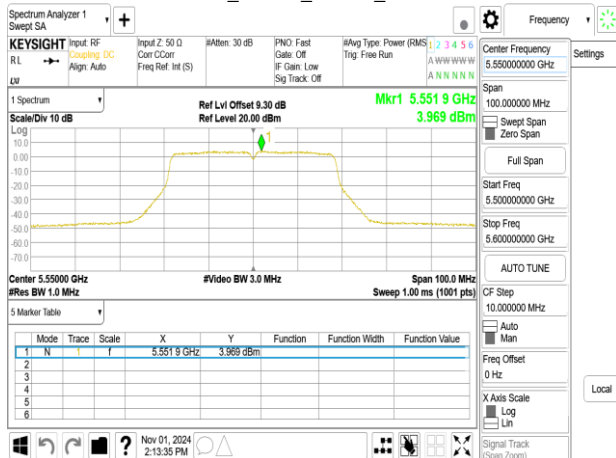 Spectrum Analyzer 1
Swept SA
+
Frequency
KEYSIGHT Input: RF
RL Coupling: DC
Align: Auto
LXI
Input Z: 50 Ω
Corr CCorr
Freq Ref: Int (S)
#Atten: 30 dB
PNO: Fast
Gate: Off
IF Gain: Low
Sig Track: Off
#Avg Type: Power (RMS
Trig: Free Run
1 2 3 4 5 6
A W W W W W
A N N N N N
Center Frequency
5.550000000 GHz
Settings
Span
100.000000 MHz
Swept Span
Zero Span
Full Span
Start Freq
5.500000000 GHz
Stop Freq
5.600000000 GHz
AUTO TUNE
CF Step
10.000000 MHz
Auto
Man
Freq Offset
0 Hz
X Axis Scale
Log
Lin
Signal Track
(Span Zoom)
Local
1 Spectrum
Scale/Div 10 dB
Ref Lvl Offset 9.30 dB
Ref Level 20.00 dBm
Mkr1 5.551 9 GHz
3.969 dBm
Log
10.0
0.00
-10.0
-20.0
-30.0
-40.0
-50.0
-60.0
-70.0
1
Center 5.55000 GHz
#Res BW 1.0 MHz
#Video BW 3.0 MHz
Span 100.0 MHz
Sweep 1.00 ms (1001 pts)
5 Marker Table
Mode Trace Scale X Y Function Function Width Function Value
1 N 1 f 5.551 9 GHz 3.969 dBm
2
3
4
5
6
?
Nov 01, 2024
2:13:35 PM